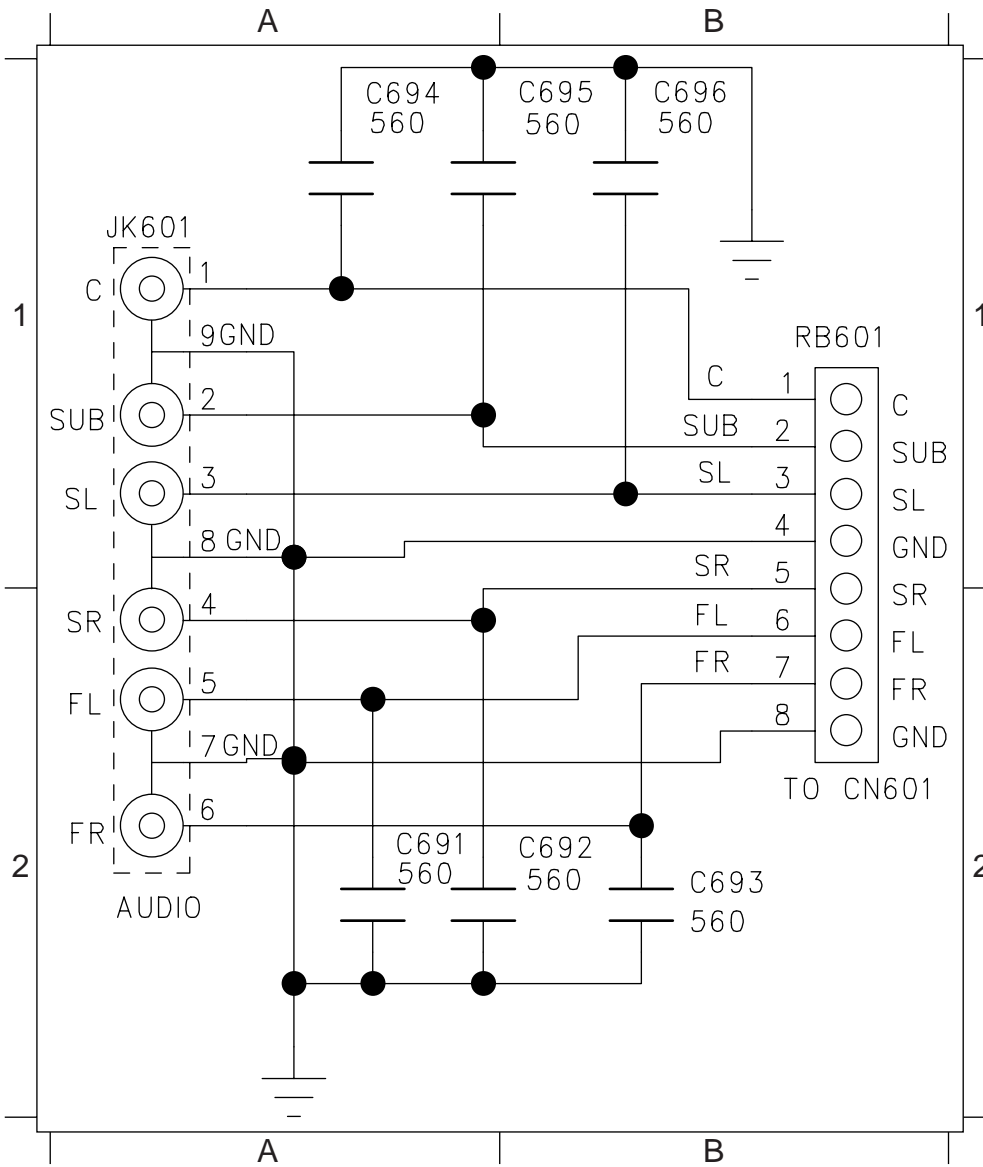 A B
C694 C695 C696
560 560 560
JK601
C 1
9 GND
SUB 2
SL 3
8 GND
SR 4
FL 5
7 GND
FR 6
AUDIO
1 1
RB601
C 1 C
SUB 2 SUB
SL 3 SL
4 GND
SR 5 SR
FL 6 FL
FR 7 FR
8 GND
TO CN601
2 2
C691 C692 C693
560 560 560
A B